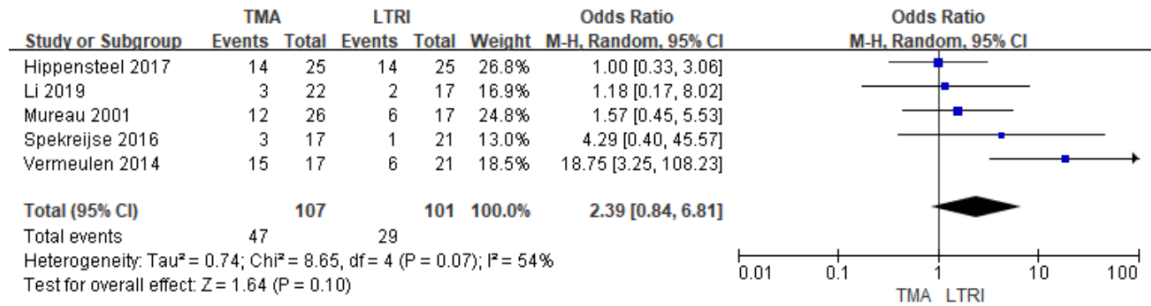 TMA LTRI Odds Ratio Odds Ratio
Study or Subgroup Events Total Events Total Weight M-H, Random, 95% CI M-H, Random, 95% CI
Hippensteel 2017 14 25 14 25 26.8% 1.00 [0.33, 3.06]
Li 2019 3 22 2 17 16.9% 1.18 [0.17, 8.02]
Mureau 2001 12 26 6 17 24.8% 1.57 [0.45, 5.53]
Spekreijse 2016 3 17 1 21 13.0% 4.29 [0.40, 45.57]
Vermeulen 2014 15 17 6 21 18.5% 18.75 [3.25, 108.23]
Total (95% CI) 107 101 100.0% 2.39 [0.84, 6.81]
Total events 47 29
Heterogeneity: Tau² = 0.74; Chi² = 8.65, df = 4 (P = 0.07); I² = 54%
Test for overall effect: Z = 1.64 (P = 0.10)
0.01 0.1 1 10 100
TMA LTRI